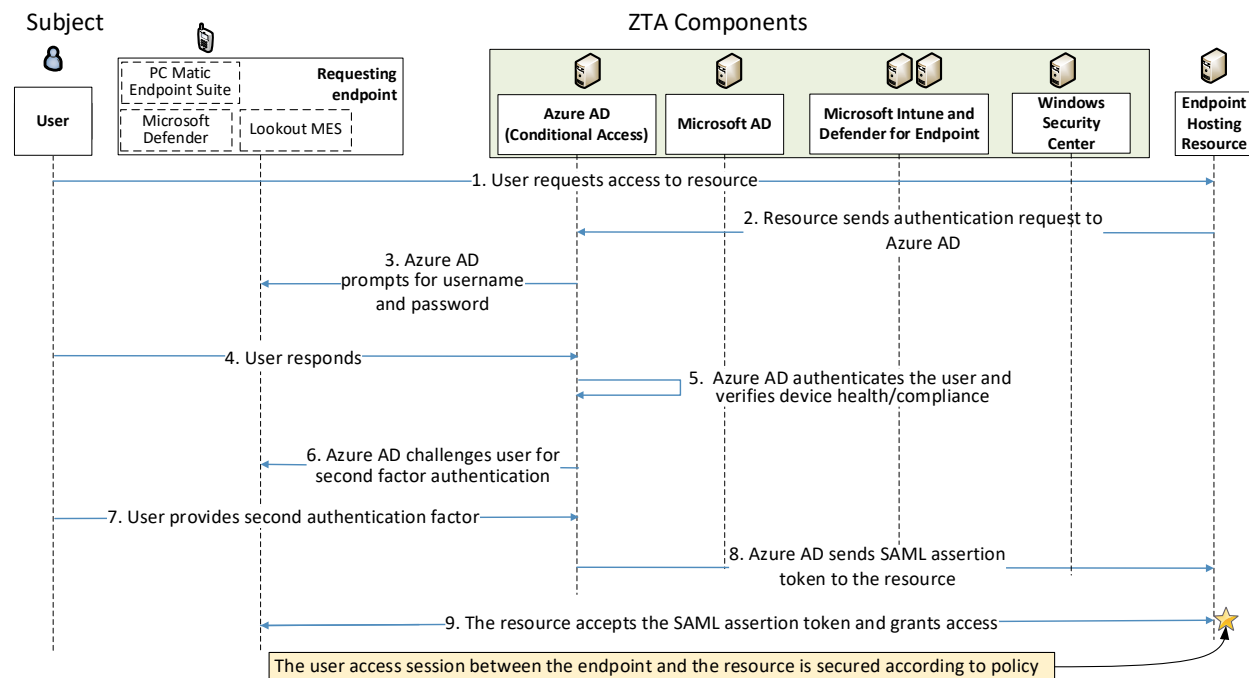 Subject
ZTA Components
PC Matic
Endpoint Suite
Requesting
endpoint
Microsoft
Defender
Lookout MES
User
Azure AD
(Conditional Access)
Microsoft AD
Microsoft Intune and
Defender for Endpoint
Windows
Security
Center
Endpoint
Hosting
Resource
1. User requests access to resource
2. Resource sends authentication request to
Azure AD
3. Azure AD
prompts for username
and password
4. User responds
5. Azure AD authenticates the user and
verifies device health/compliance
6. Azure AD challenges user for
second factor authentication
7. User provides second authentication factor
8. Azure AD sends SAML assertion
token to the resource
9. The resource accepts the SAML assertion token and grants access
The user access session between the endpoint and the resource is secured according to policy